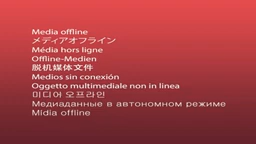 Media offline
メディアオフライン
Média hors ligne
Offline-Medien
脱机媒体文件
Medios sin conexión
Oggetto multimediale non in linea
미디어 오프라인
Медиаданные в автономном режиме
Mídia offline